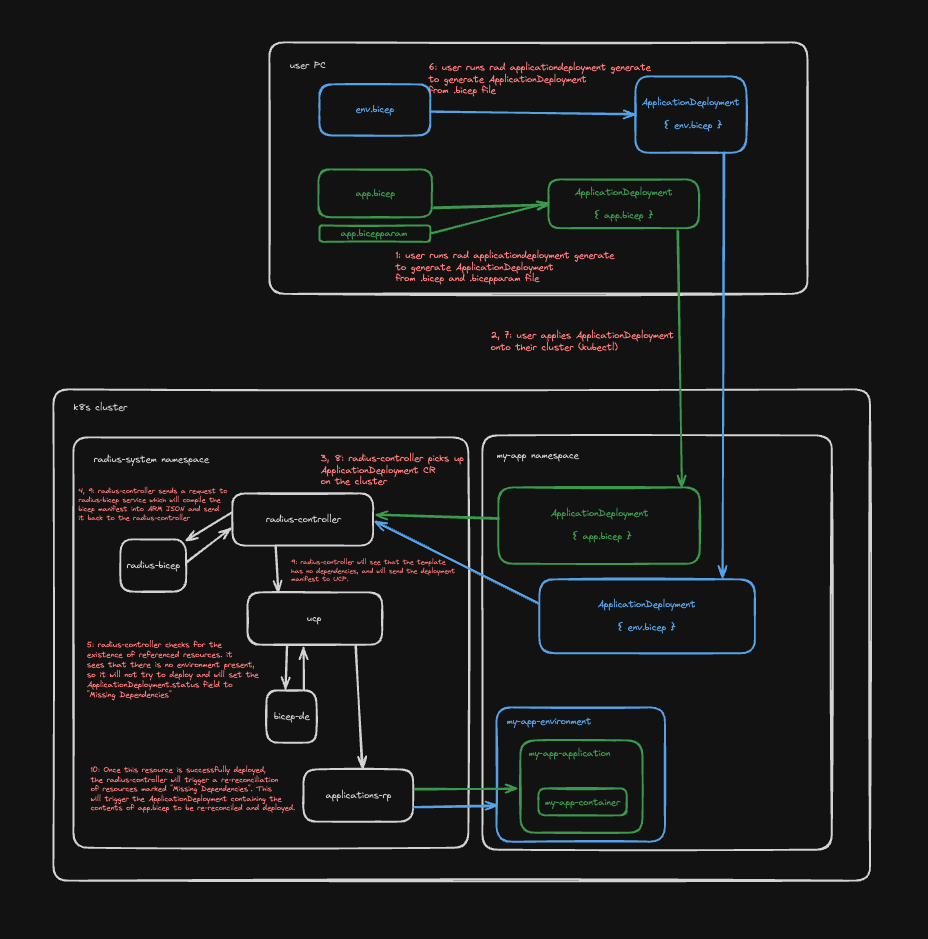 user PC
6: user runs rad applicationdeployment generate
to generate ApplicationDeployment
from .bicep file
env.bicep
ApplicationDeployment
{ env.bicep }
app.bicep
app.bicepparam
ApplicationDeployment
{ app.bicep }
1: user runs rad applicationdeployment generate
to generate ApplicationDeployment
from .bicep and .bicepparam file
2, 7: user applies ApplicationDeployment
onto their cluster (kubectl)
k8s cluster
radius-system namespace
3, 8: radius-controller picks up
ApplicationDeployment CR
on the cluster
4, 9: radius-controller sends a request to
radius-bicep service which will compile the
bicep manifest into ARM JSON and send
it back to the radius-controller
radius-controller
radius-bicep
9: radius-controller will see that the template
has no dependencies, and will send the deployment
manifest to UCP.
ucp
5: radius-controller checks for the
existence of referenced resources. it
sees that there is no environment present,
so it will not try to deploy and will set the
ApplicationDeployment.status field to
"Missing Dependencies"
bicep-de
10: Once this resource is successfully deployed,
the radius-controller will trigger a re-reconciliation
of resources marked "Missing Dependencies". This
will trigger the ApplicationDeployment containing the
contents of app.bicep to be re-reconciled and deployed.
applications-rp
my-app namespace
ApplicationDeployment
{ app.bicep }
ApplicationDeployment
{ env.bicep }
my-app-environment
my-app-application
my-app-container